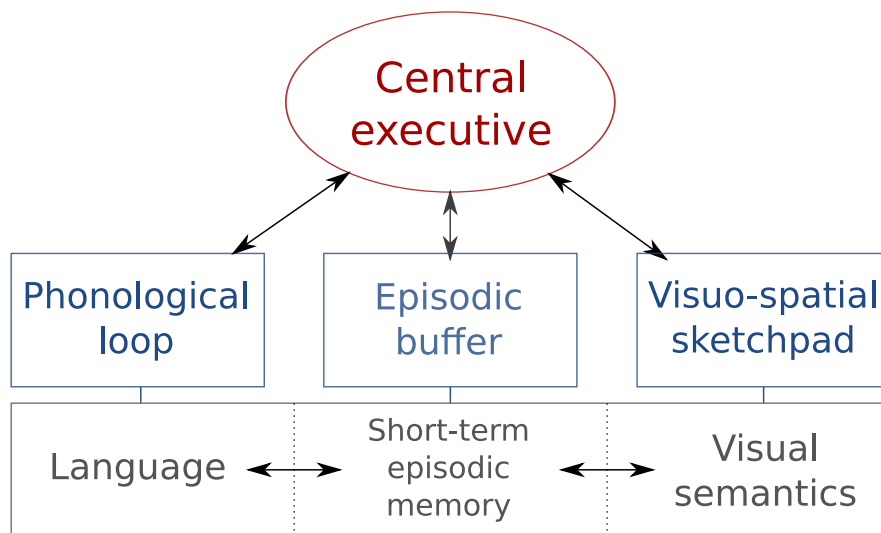 Central
executive
Phonological
loop
Episodic
buffer
Visuo-spatial
sketchpad
Language
Short-term
episodic
memory
Visual
semantics